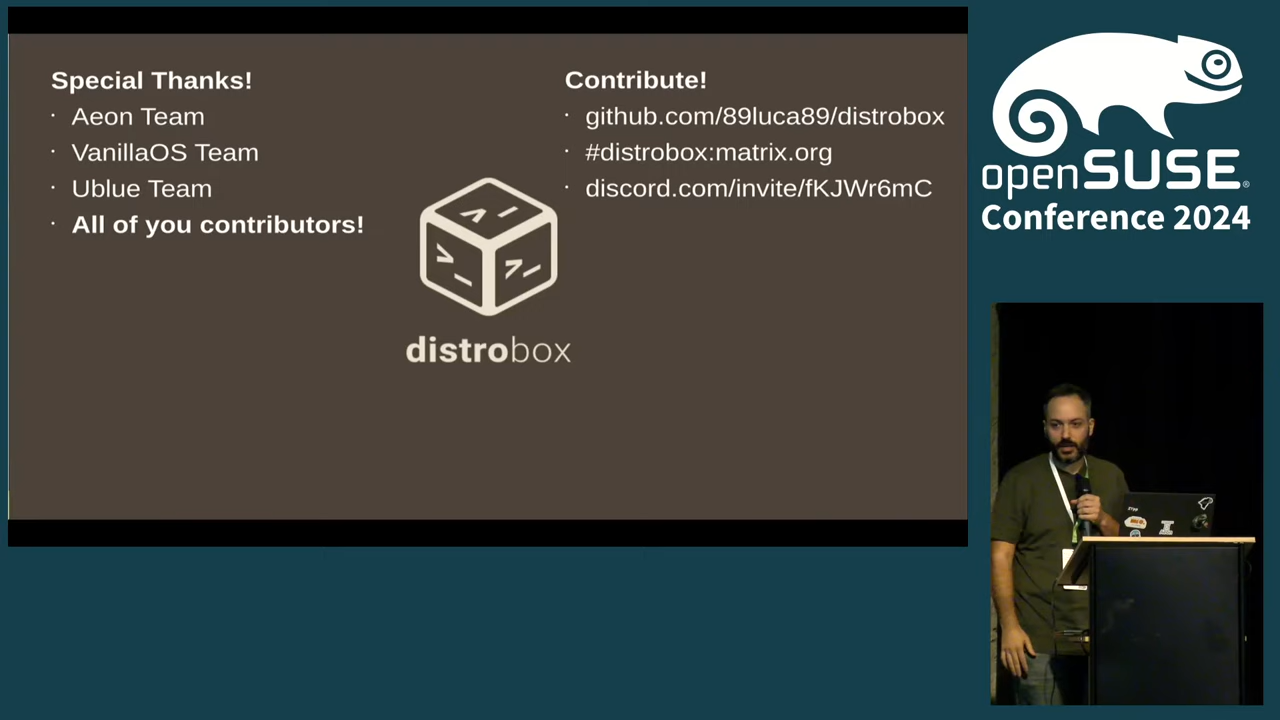 Special Thanks!
· Aeon Team
· VanillaOS Team
· Ublue Team
· All of you contributors!
Contribute!
· github.com/89luca89/distrobox
· #distrobox:matrix.org
· discord.com/invite/fKJWr6mC
distrobox
openSUSE®
Conference 2024